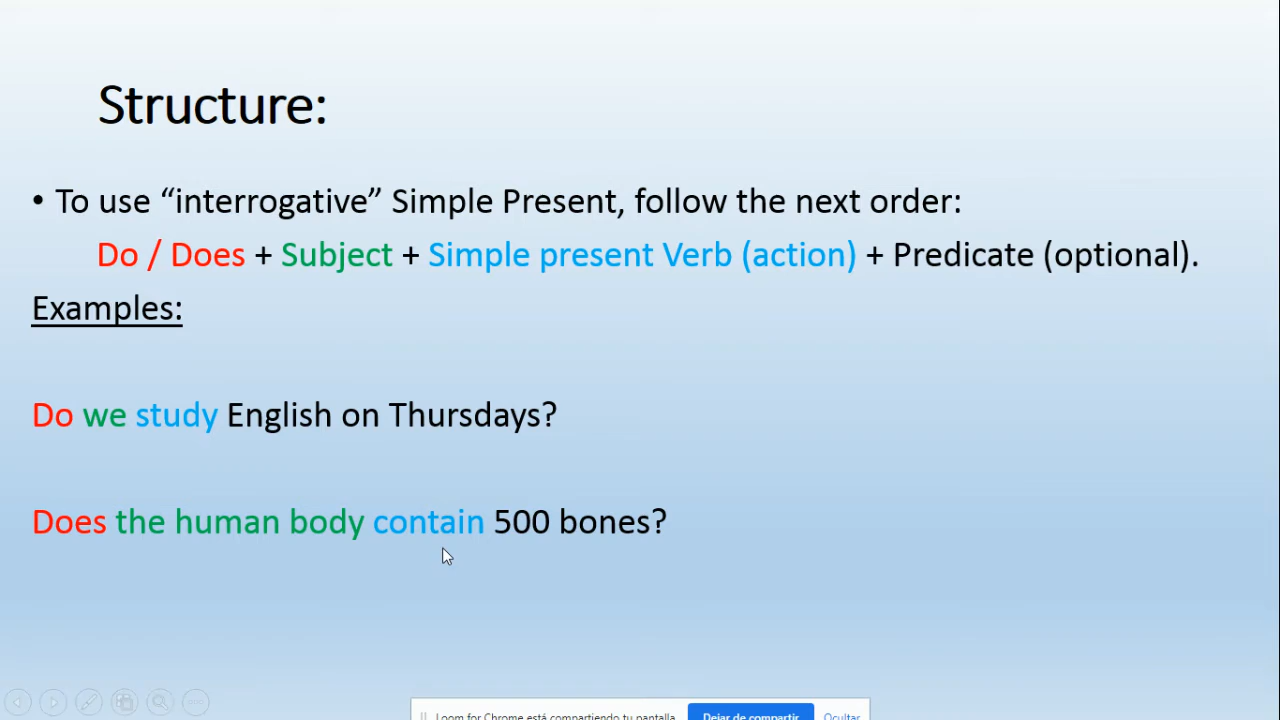 Structure:
• To use “interrogative” Simple Present, follow the next order:
Do / Does + Subject + Simple present Verb (action) + Predicate (optional).
Examples:
Do we study English on Thursdays?
Does the human body contain 500 bones?
Loom for Chrome está compartiendo tu pantalla. Dejar de compartir Ocultar